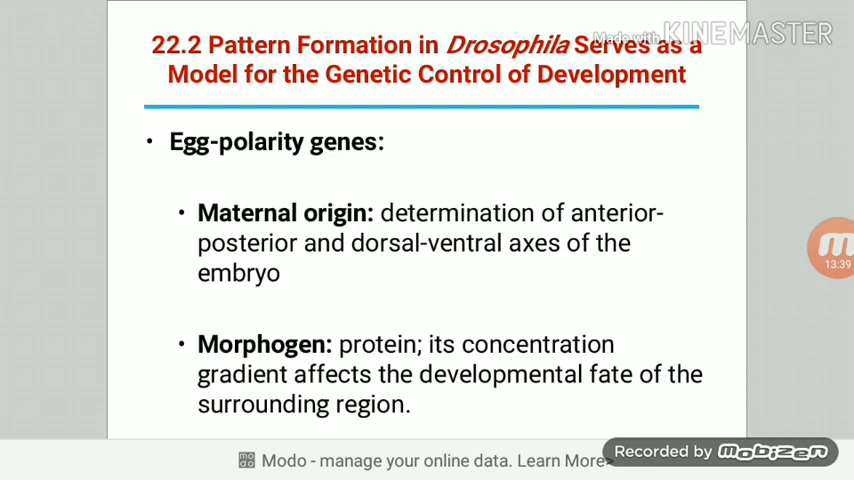 Made with KINEMASTER
22.2 Pattern Formation in Drosophila Serves as a
Model for the Genetic Control of Development
• Egg-polarity genes:
• Maternal origin: determination of anterior-
posterior and dorsal-ventral axes of the
embryo
• Morphogen: protein; its concentration
gradient affects the developmental fate of the
surrounding region.
13:39
Modo - manage your online data. Learn More>
Recorded by mobizen